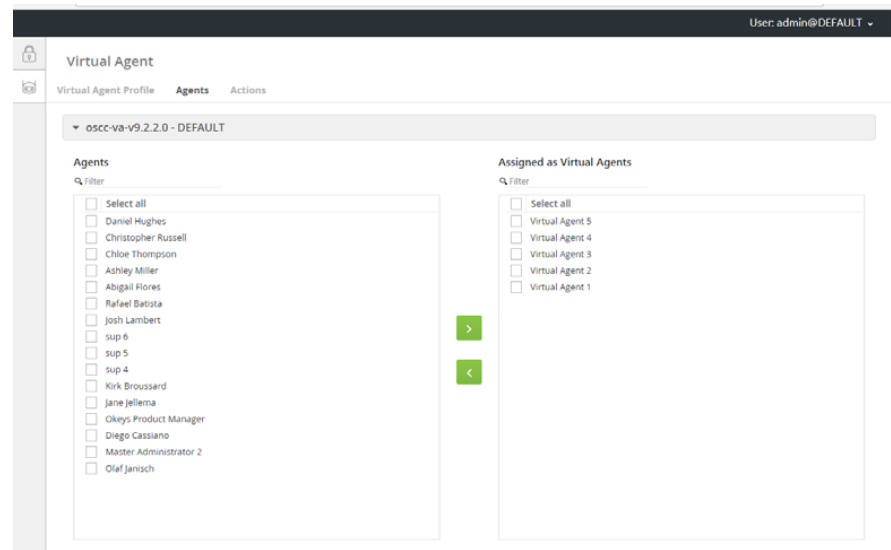 User: admin@DEFAULT
Virtual Agent
Virtual Agent Profile Agents Actions
oscc-va-v9.2.2.0 - DEFAULT
Agents
Filter
Select all
Daniel Hughes
Christopher Russell
Chloe Thompson
Ashley Miller
Abigail Flores
Rafael Batista
Josh Lambert
sup 6
sup 5
sup 4
Kirk Broussard
Jane Jellema
Okeys Product Manager
Diego Cassiano
Master Administrator 2
Olaf Janisch
Assigned as Virtual Agents
Filter
Select all
Virtual Agent 5
Virtual Agent 4
Virtual Agent 3
Virtual Agent 2
Virtual Agent 1